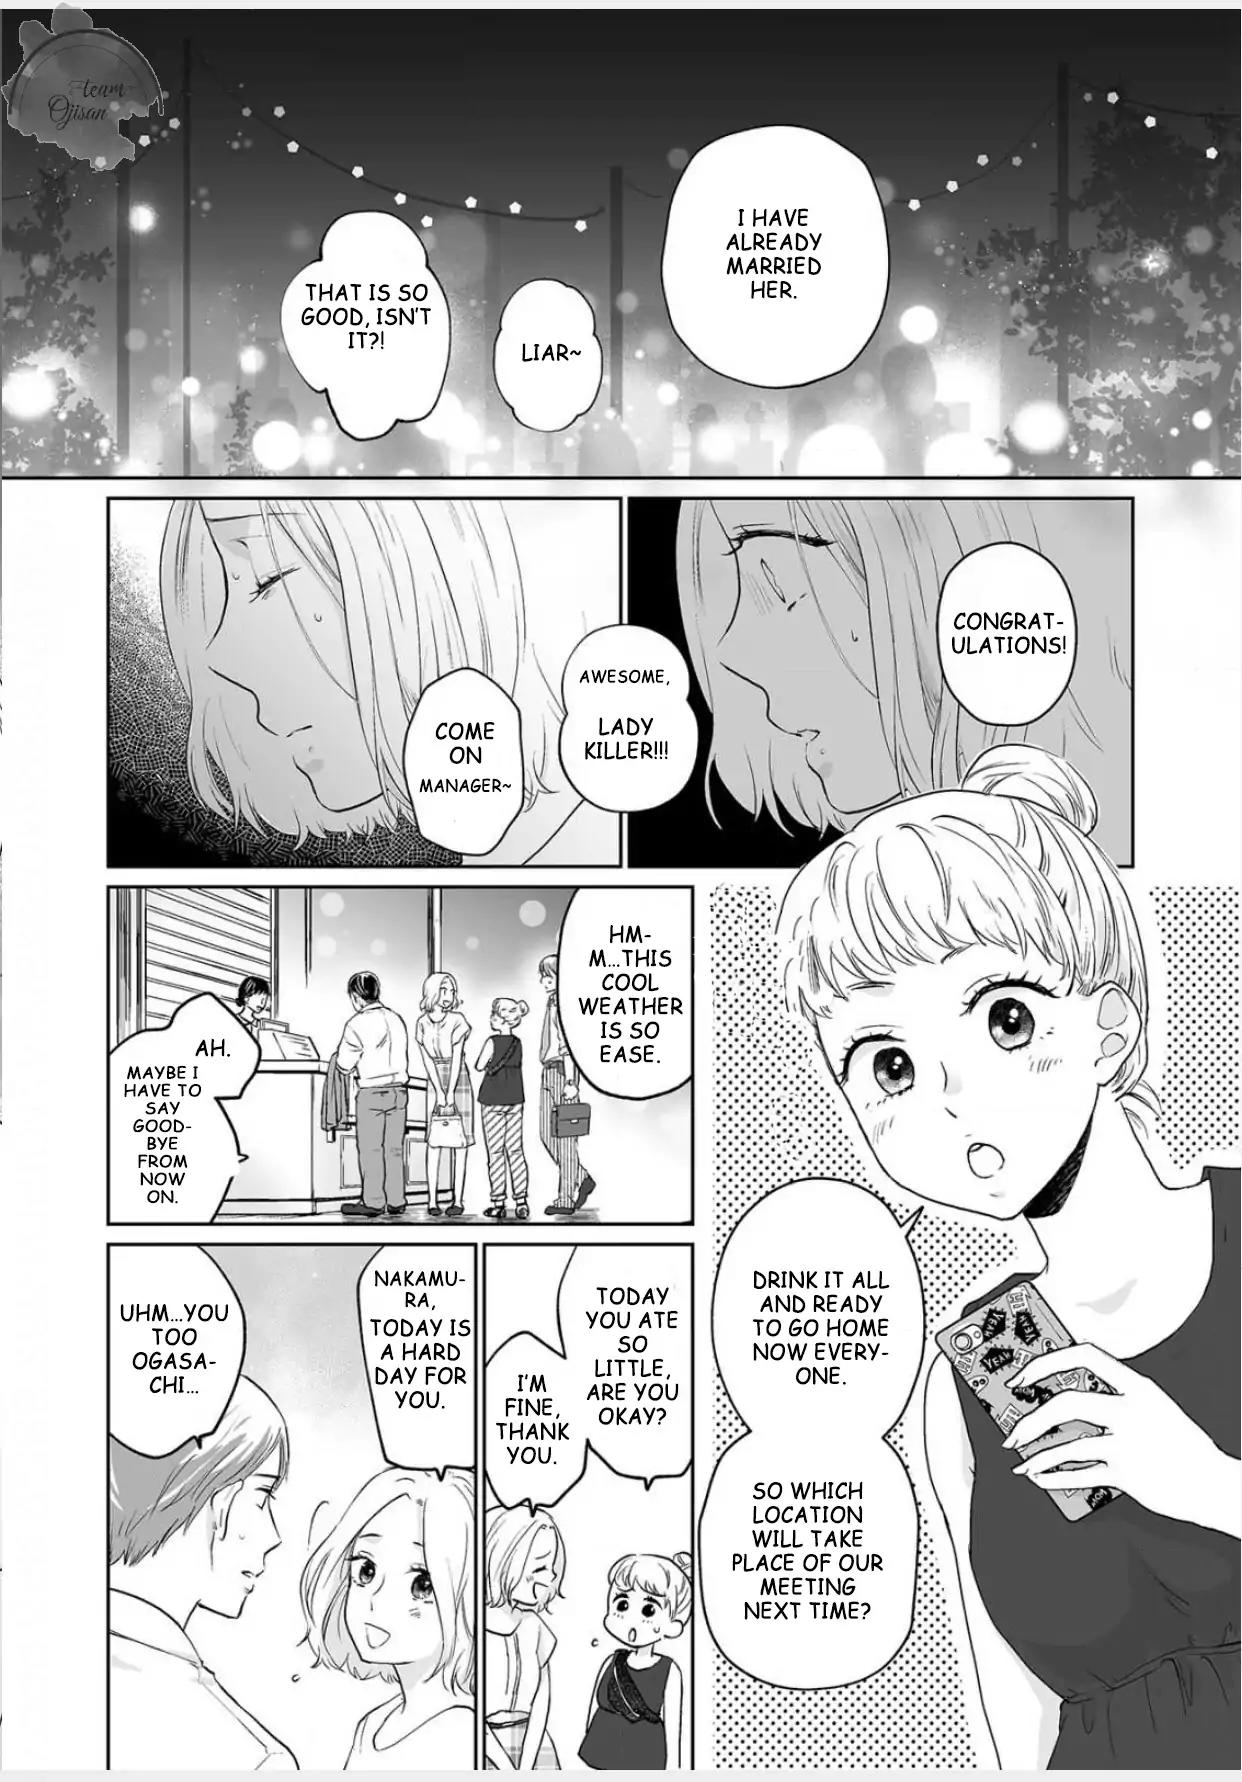 team
Ojisan
I HAVE
ALREADY
MARRIED
HER.
LIAR~
THAT IS SO
GOOD, ISN'T
IT?!
CONGRAT-
ULATIONS!
AWESOME,
LADY
KILLER!!!
COME
ON
MANAGER~
HM-
M...THIS
COOL
WEATHER
IS SO
EASE.
AH.
MAYBE I
HAVE TO
SAY
GOOD-
BYE
FROM
NOW
ON.
DRINK IT ALL
AND READY
TO GO HOME
NOW EVERY-
ONE.
SO WHICH
LOCATION
WILL TAKE
PLACE OF OUR
MEETING
NEXT TIME?
YEAH
TODAY
YOU ATE
SO
LITTLE,
ARE YOU
OKAY?
I'M
FINE,
THANK
YOU.
NAKAMU-
RA,
TODAY IS
A HARD
DAY FOR
YOU.
UHM...YOU
TOO
OGASA-
CHI...